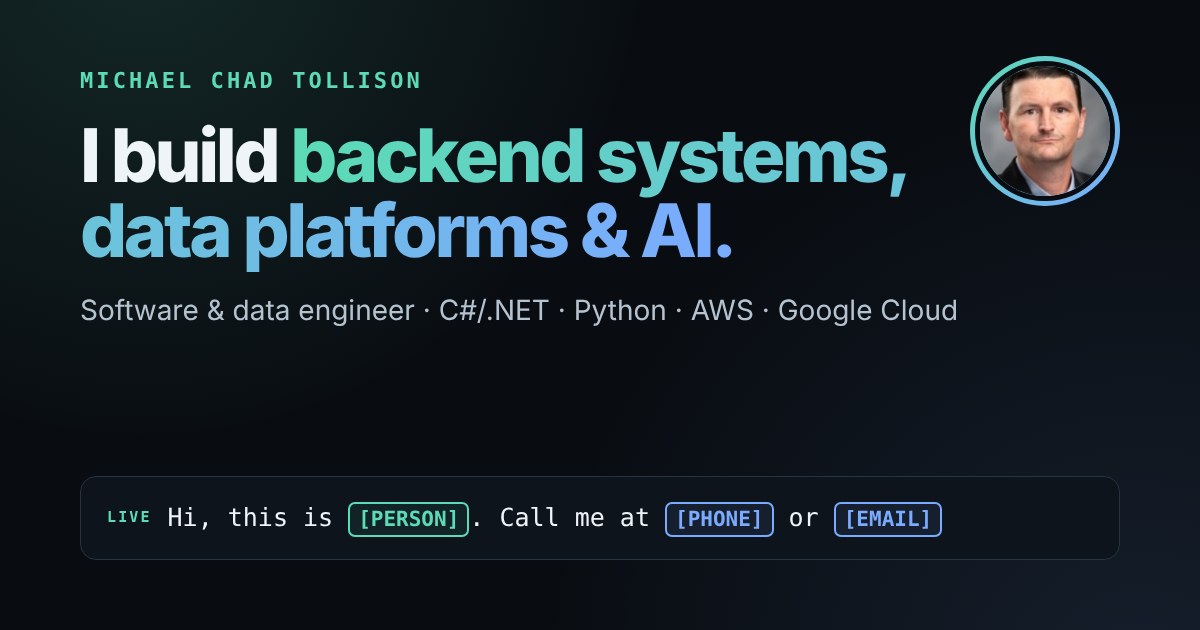 MICHAEL CHAD TOLLISON
I build backend systems,
data platforms & AI.
Software & data engineer · C#/.NET · Python · AWS · Google Cloud
LIVE Hi, this is [PERSON]. Call me at [PHONE] or [EMAIL]